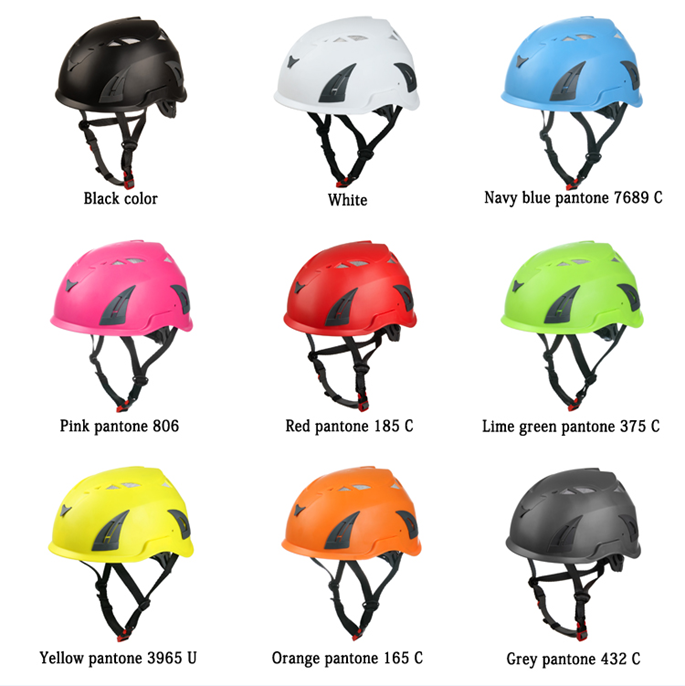 Black color
White
Navy blue pantone 7689 C
Pink pantone 806
Red pantone 185 C
Lime green pantone 375 C
Yellow pantone 3965 U
Orange pantone 165 C
Grey pantone 432 C